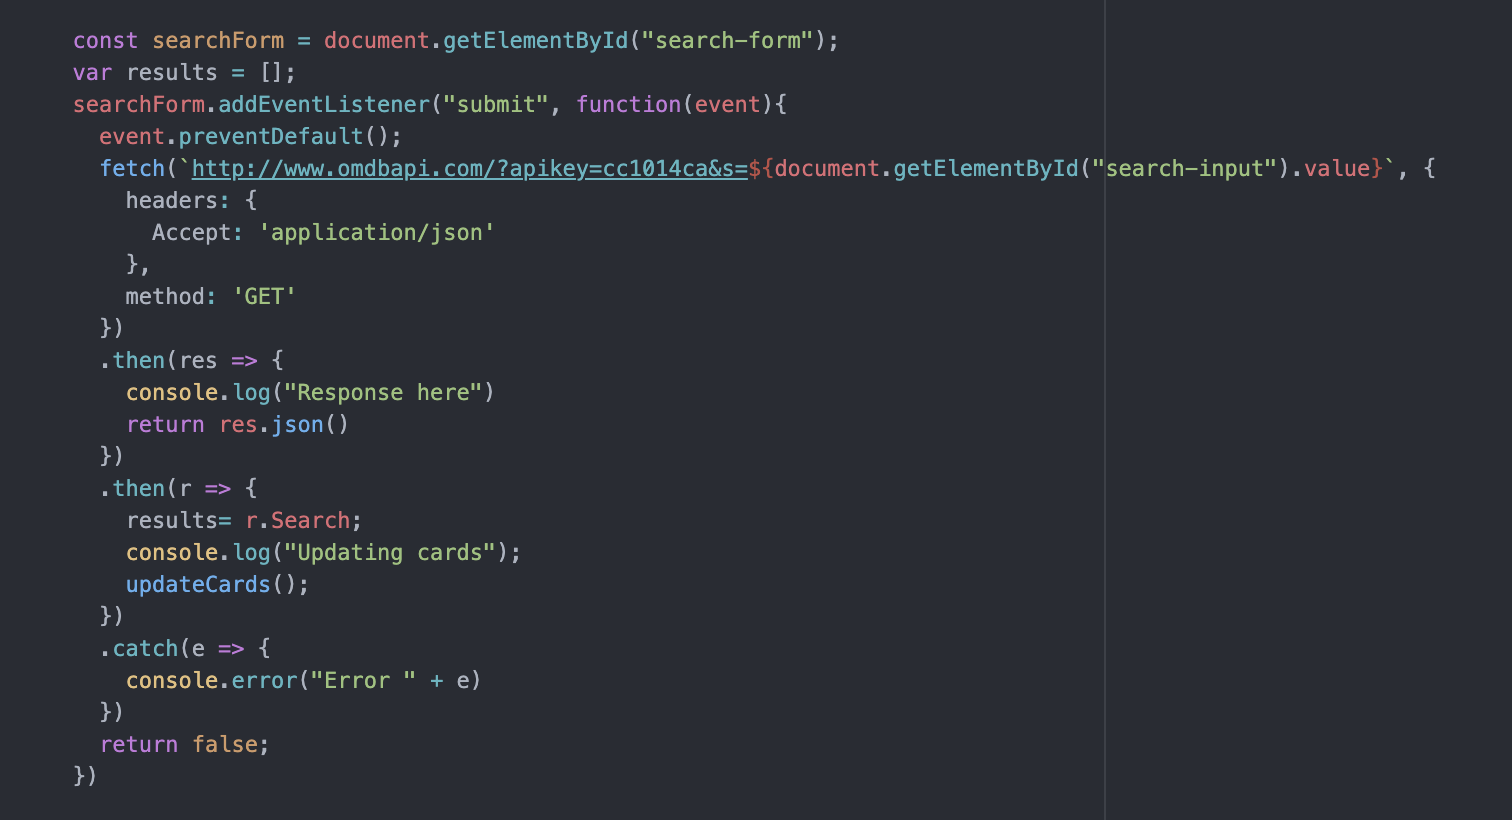 const searchForm = document.getElementById("search-form");
var results = [];
searchForm.addEventListener("submit", function(event){
  event.preventDefault();
  fetch(`http://www.omdbapi.com/?apikey=cc1014ca&s=${document.getElementById("search-input").value}`, {
    headers: {
      Accept: 'application/json'
    },
    method: 'GET'
  })
  .then(res => {
    console.log("Response here")
    return res.json()
  })
  .then(r => {
    results= r.Search;
    console.log("Updating cards");
    updateCards();
  })
  .catch(e => {
    console.error("Error " + e)
  })
  return false;
})